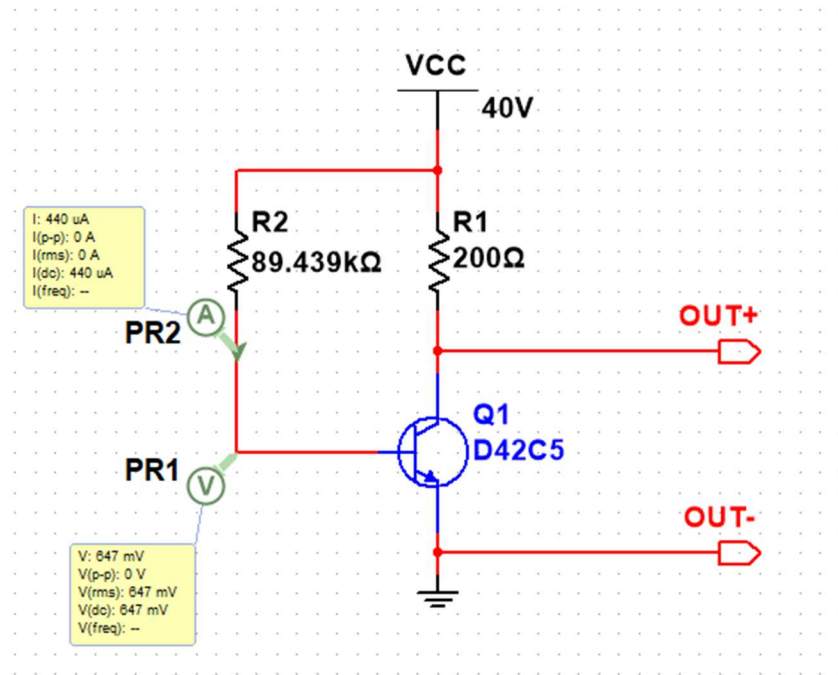 VCC
40V
I: 440 uA
I(p-p): 0 A
I(rms): 0 A
I(dc): 440 uA
I(freq): --
R2
89.439kΩ
R1
200Ω
A
PR2
OUT+
Q1
D42C5
PR1
V
OUT-
V: 647 mV
V(p-p): 0 V
V(rms): 647 mV
V(dc): 647 mV
V(freq): --